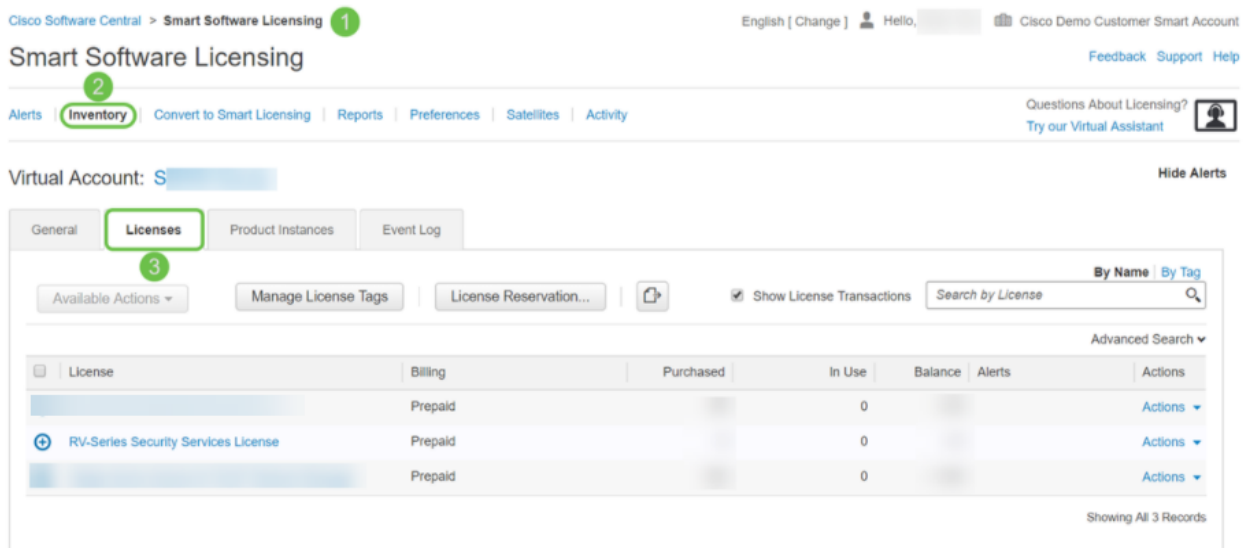 Cisco Software Central > Smart Software Licensing 1 English [ Change ] Hello, Cisco Demo Customer Smart Account
Smart Software Licensing Feedback Support Help
2
Alerts | Inventory | Convert to Smart Licensing | Reports | Preferences | Satellites | Activity
Questions About Licensing?
Try our Virtual Assistant
Virtual Account: S Hide Alerts
General Licenses Product Instances Event Log
3
By Name | By Tag
Available Actions Manage License Tags License Reservation... Show License Transactions Search by License
Advanced Search
License Billing Purchased In Use Balance Alerts Actions
Prepaid 0 Actions
RV-Series Security Services License Prepaid 0 Actions
Prepaid 0 Actions
Showing All 3 Records